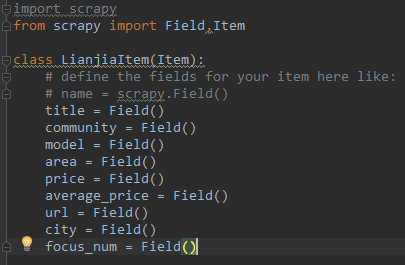 import scrapy
from scrapy import Field,Item
class LianjiaItem(Item):
    # define the fields for your item here like:
    # name = scrapy.Field()
    title = Field()
    community = Field()
    model = Field()
    area = Field()
    price = Field()
    average_price = Field()
    url = Field()
    city = Field()
    focus_num = Field()